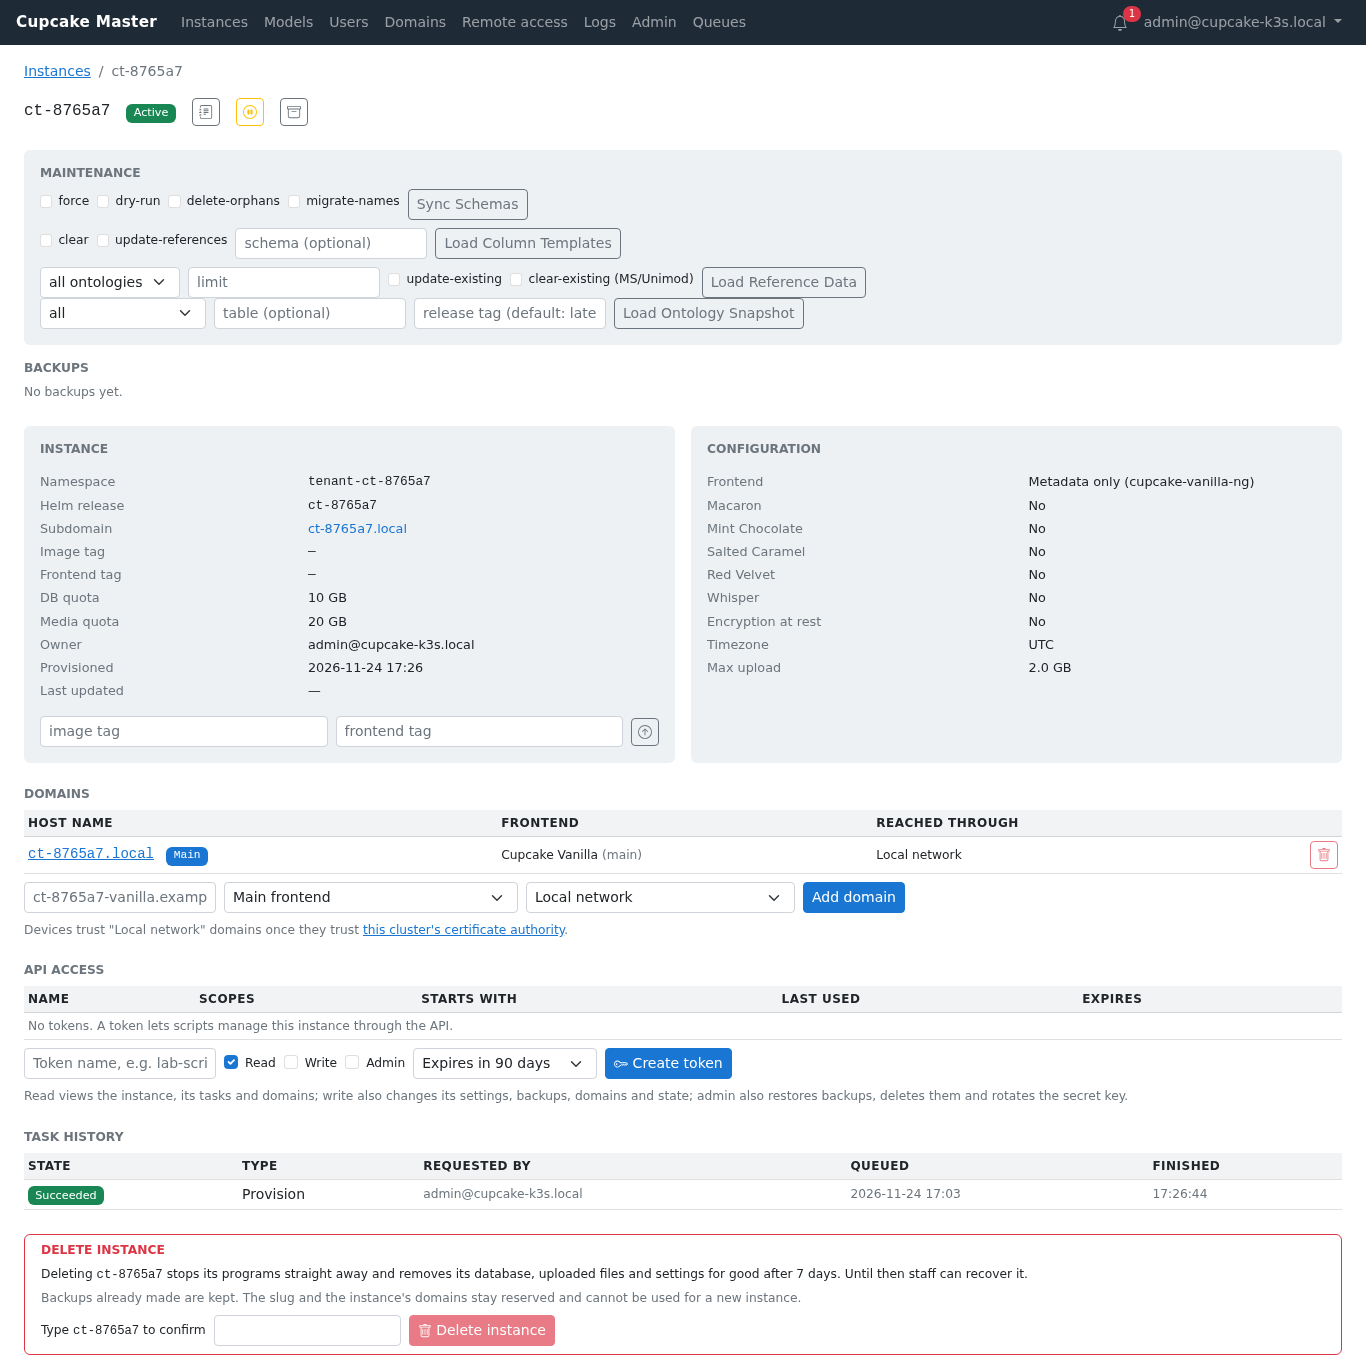 Cupcake Master Instances Models Users Domains Remote access Logs Admin Queues 1 admin@cupcake-k3s.local
Instances / ct-8765a7
ct-8765a7 Active
MAINTENANCE
force dry-run delete-orphans migrate-names Sync Schemas
clear update-references schema (optional) Load Column Templates
all ontologies limit update-existing clear-existing (MS/Unimod) Load Reference Data
all table (optional) release tag (default: late Load Ontology Snapshot
BACKUPS
No backups yet.
INSTANCE
Namespace tenant-ct-8765a7
Helm release ct-8765a7
Subdomain ct-8765a7.local
Image tag —
Frontend tag —
DB quota 10 GB
Media quota 20 GB
Owner admin@cupcake-k3s.local
Provisioned 2026-11-24 17:26
Last updated —
image tag frontend tag
CONFIGURATION
Frontend Metadata only (cupcake-vanilla-ng)
Macaron No
Mint Chocolate No
Salted Caramel No
Red Velvet No
Whisper No
Encryption at rest No
Timezone UTC
Max upload 2.0 GB
DOMAINS
HOST NAME FRONTEND REACHED THROUGH
ct-8765a7.local Main Cupcake Vanilla (main) Local network
ct-8765a7-vanilla.examp Main frontend Local network Add domain
Devices trust "Local network" domains once they trust this cluster's certificate authority.
API ACCESS
NAME SCOPES STARTS WITH LAST USED EXPIRES
No tokens. A token lets scripts manage this instance through the API.
Token name, e.g. lab-scri Read Write Admin Expires in 90 days Create token
Read views the instance, its tasks and domains; write also changes its settings, backups, domains and state; admin also restores backups, deletes them and rotates the secret key.
TASK HISTORY
STATE TYPE REQUESTED BY QUEUED FINISHED
Succeeded Provision admin@cupcake-k3s.local 2026-11-24 17:03 17:26:44
DELETE INSTANCE
Deleting ct-8765a7 stops its programs straight away and removes its database, uploaded files and settings for good after 7 days. Until then staff can recover it.
Backups already made are kept. The slug and the instance's domains stay reserved and cannot be used for a new instance.
Type ct-8765a7 to confirm Delete instance